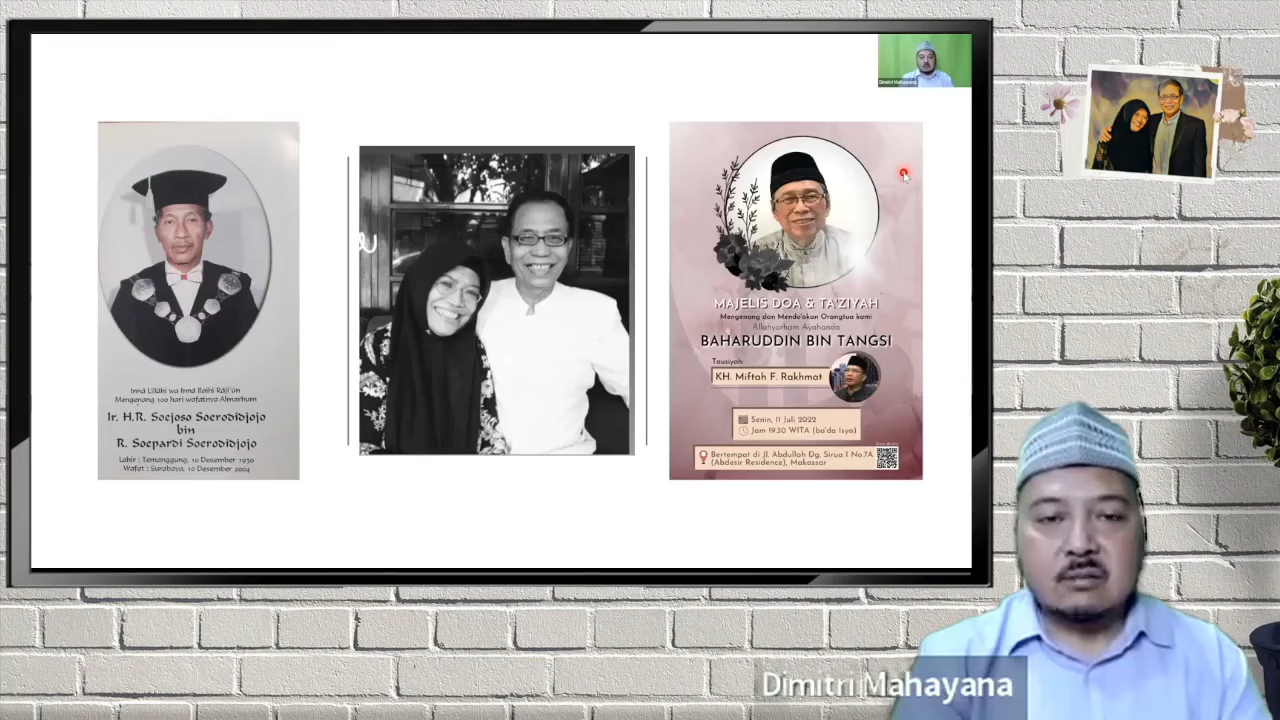 Dimitri Mahayana
Innā Lillāhi wa Innā Ilaihi Rāji'ūn
Mengenang 100 hari wafatnya Almarhum
Ir. H.R. Soejoso Soerodidjojo
bin
R. Soepardi Soerodidjojo
Lahir : Temanggung, 10 Desember 1930
Wafat : Surabaya, 10 Desember 2004
MAJELIS DOA & TA'ZIYAH
Mengenang dan Mendo'akan Orangtua kami
Allahyarham Ayahanda
BAHARUDDIN BIN TANGSI
Tausiyah
KH. Miftah F. Rakhmat
Senin, 11 Juli 2022
Jam 19.30 WITA (ba'da Isya)
Bertempat di Jl. Abdullah Dg. Sirua I No.7A
(Abdesir Residence), Makassar
Dimitri Mahayana